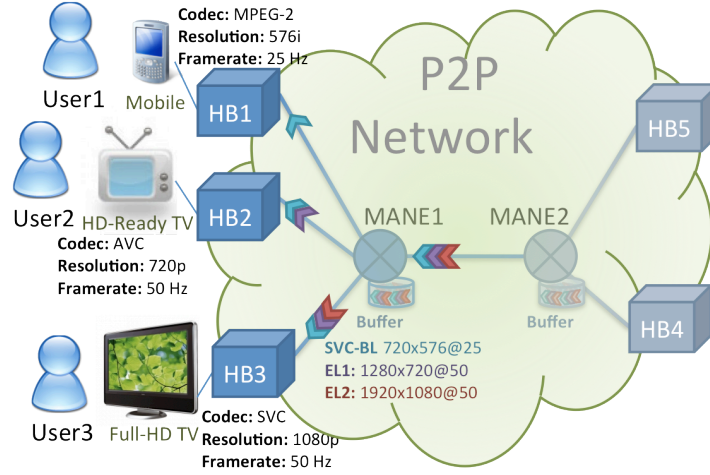 Codec: MPEG-2
Resolution: 576i
Framerate: 25 Hz
User1
Mobile
HB1
P2P
Network
HB5
User2
HD-Ready TV
HB2
Codec: AVC
Resolution: 720p
Framerate: 50 Hz
MANE1
MANE2
Buffer
Buffer
HB4
SVC-BL 720x576@25
EL1: 1280x720@50
EL2: 1920x1080@50
User3
Full-HD TV
HB3
Codec: SVC
Resolution: 1080p
Framerate: 50 Hz